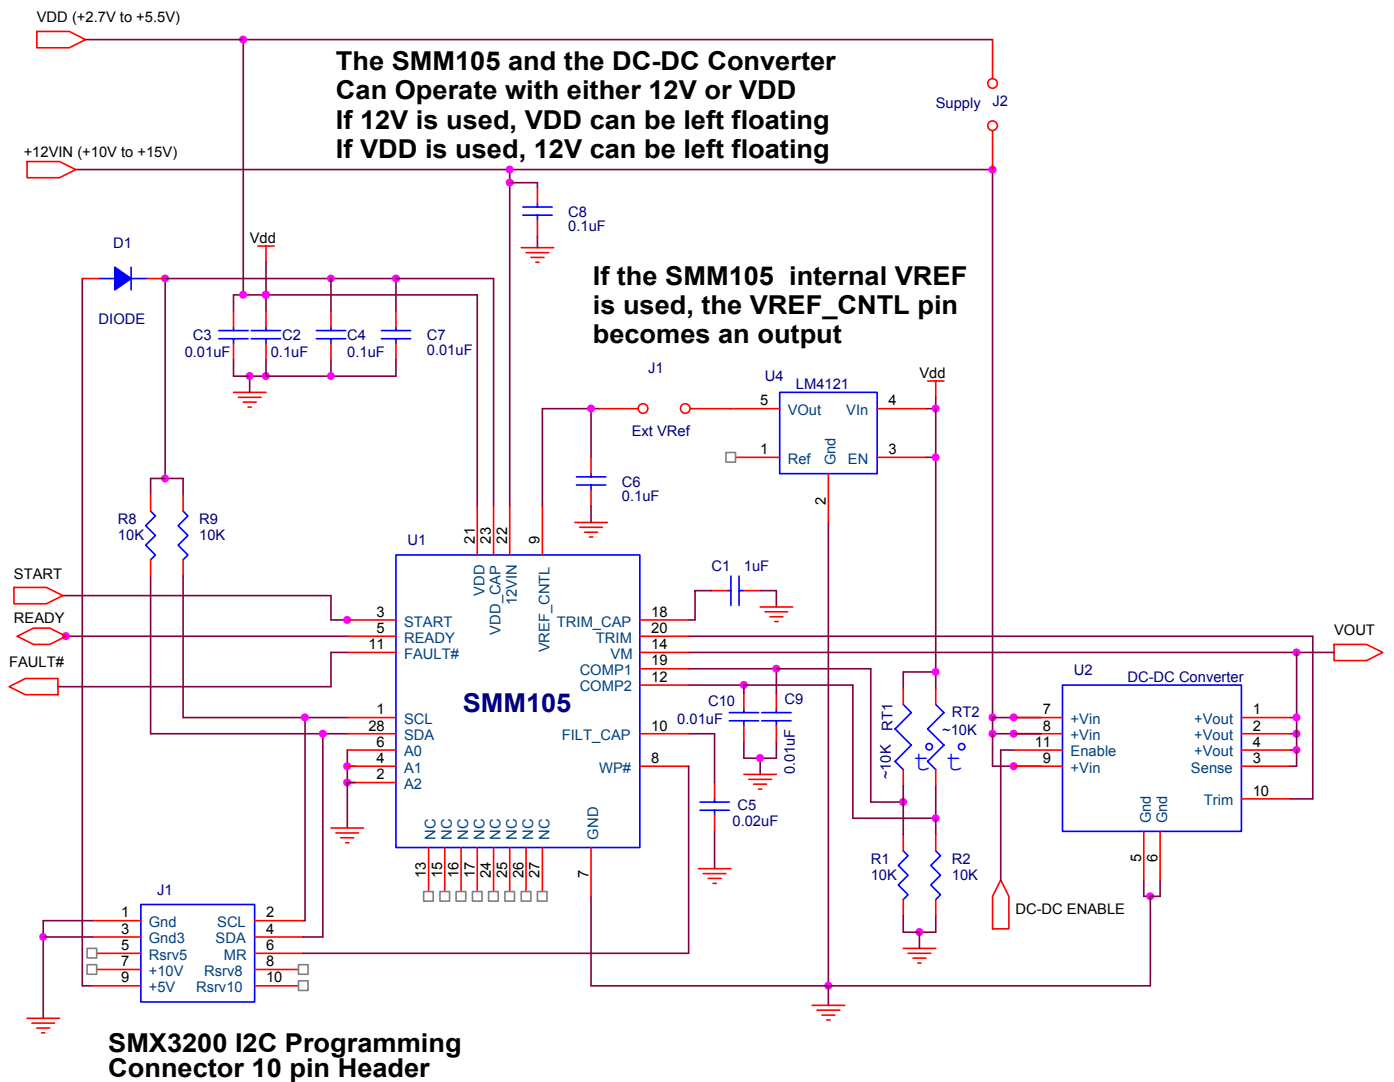 VDD (+2.7V to +5.5V)
The SMM105 and the DC-DC Converter
Can Operate with either 12V or VDD
If 12V is used, VDD can be left floating
If VDD is used, 12V can be left floating
Supply J2
+12VIN (+10V to +15V)
C8
0.1uF
D1
DIODE
Vdd
C3
0.01uF
C2
0.1uF
C4
0.1uF
C7
0.01uF
If the SMM105 internal VREF
is used, the VREF_CNTL pin
becomes an output
J1
Ext VRef
C6
0.1uF
U4
LM4121
5 VOut VIn 4
1 Ref Gnd EN 3
2
Vdd
R8
10K
R9
10K
START
READY
FAULT#
U1
21 23 22 9
VDD
VDD_CAP
12VIN
VREF_CNTL
3 START
5 READY
11 FAULT#
1 SCL
28 SDA
6 A0
4 A1
2 A2
SMM105
TRIM_CAP 18
TRIM 20
VM 14
COMP1 19
COMP2 12
FILT_CAP 10
WP# 8
NC NC NC NC NC NC NC NC
13 15 16 17 24 25 26 27
GND
7
C1 1uF
C10
0.01uF
C9
0.01uF
C5
0.02uF
RT1
~10K
t°
RT2
~10K
t°
R1
10K
R2
10K
VOUT
U2
DC-DC Converter
7 +Vin
8 +Vin
11 Enable
9 +Vin
+Vout 1
+Vout 2
+Vout 4
Sense 3
Trim 10
Gnd Gnd
5 6
DC-DC ENABLE
J1
1 Gnd SCL 2
3 Gnd3 SDA 4
5 Rsrv5 MR 6
7 +10V Rsrv8 8
9 +5V Rsrv10 10
SMX3200 I2C Programming
Connector 10 pin Header